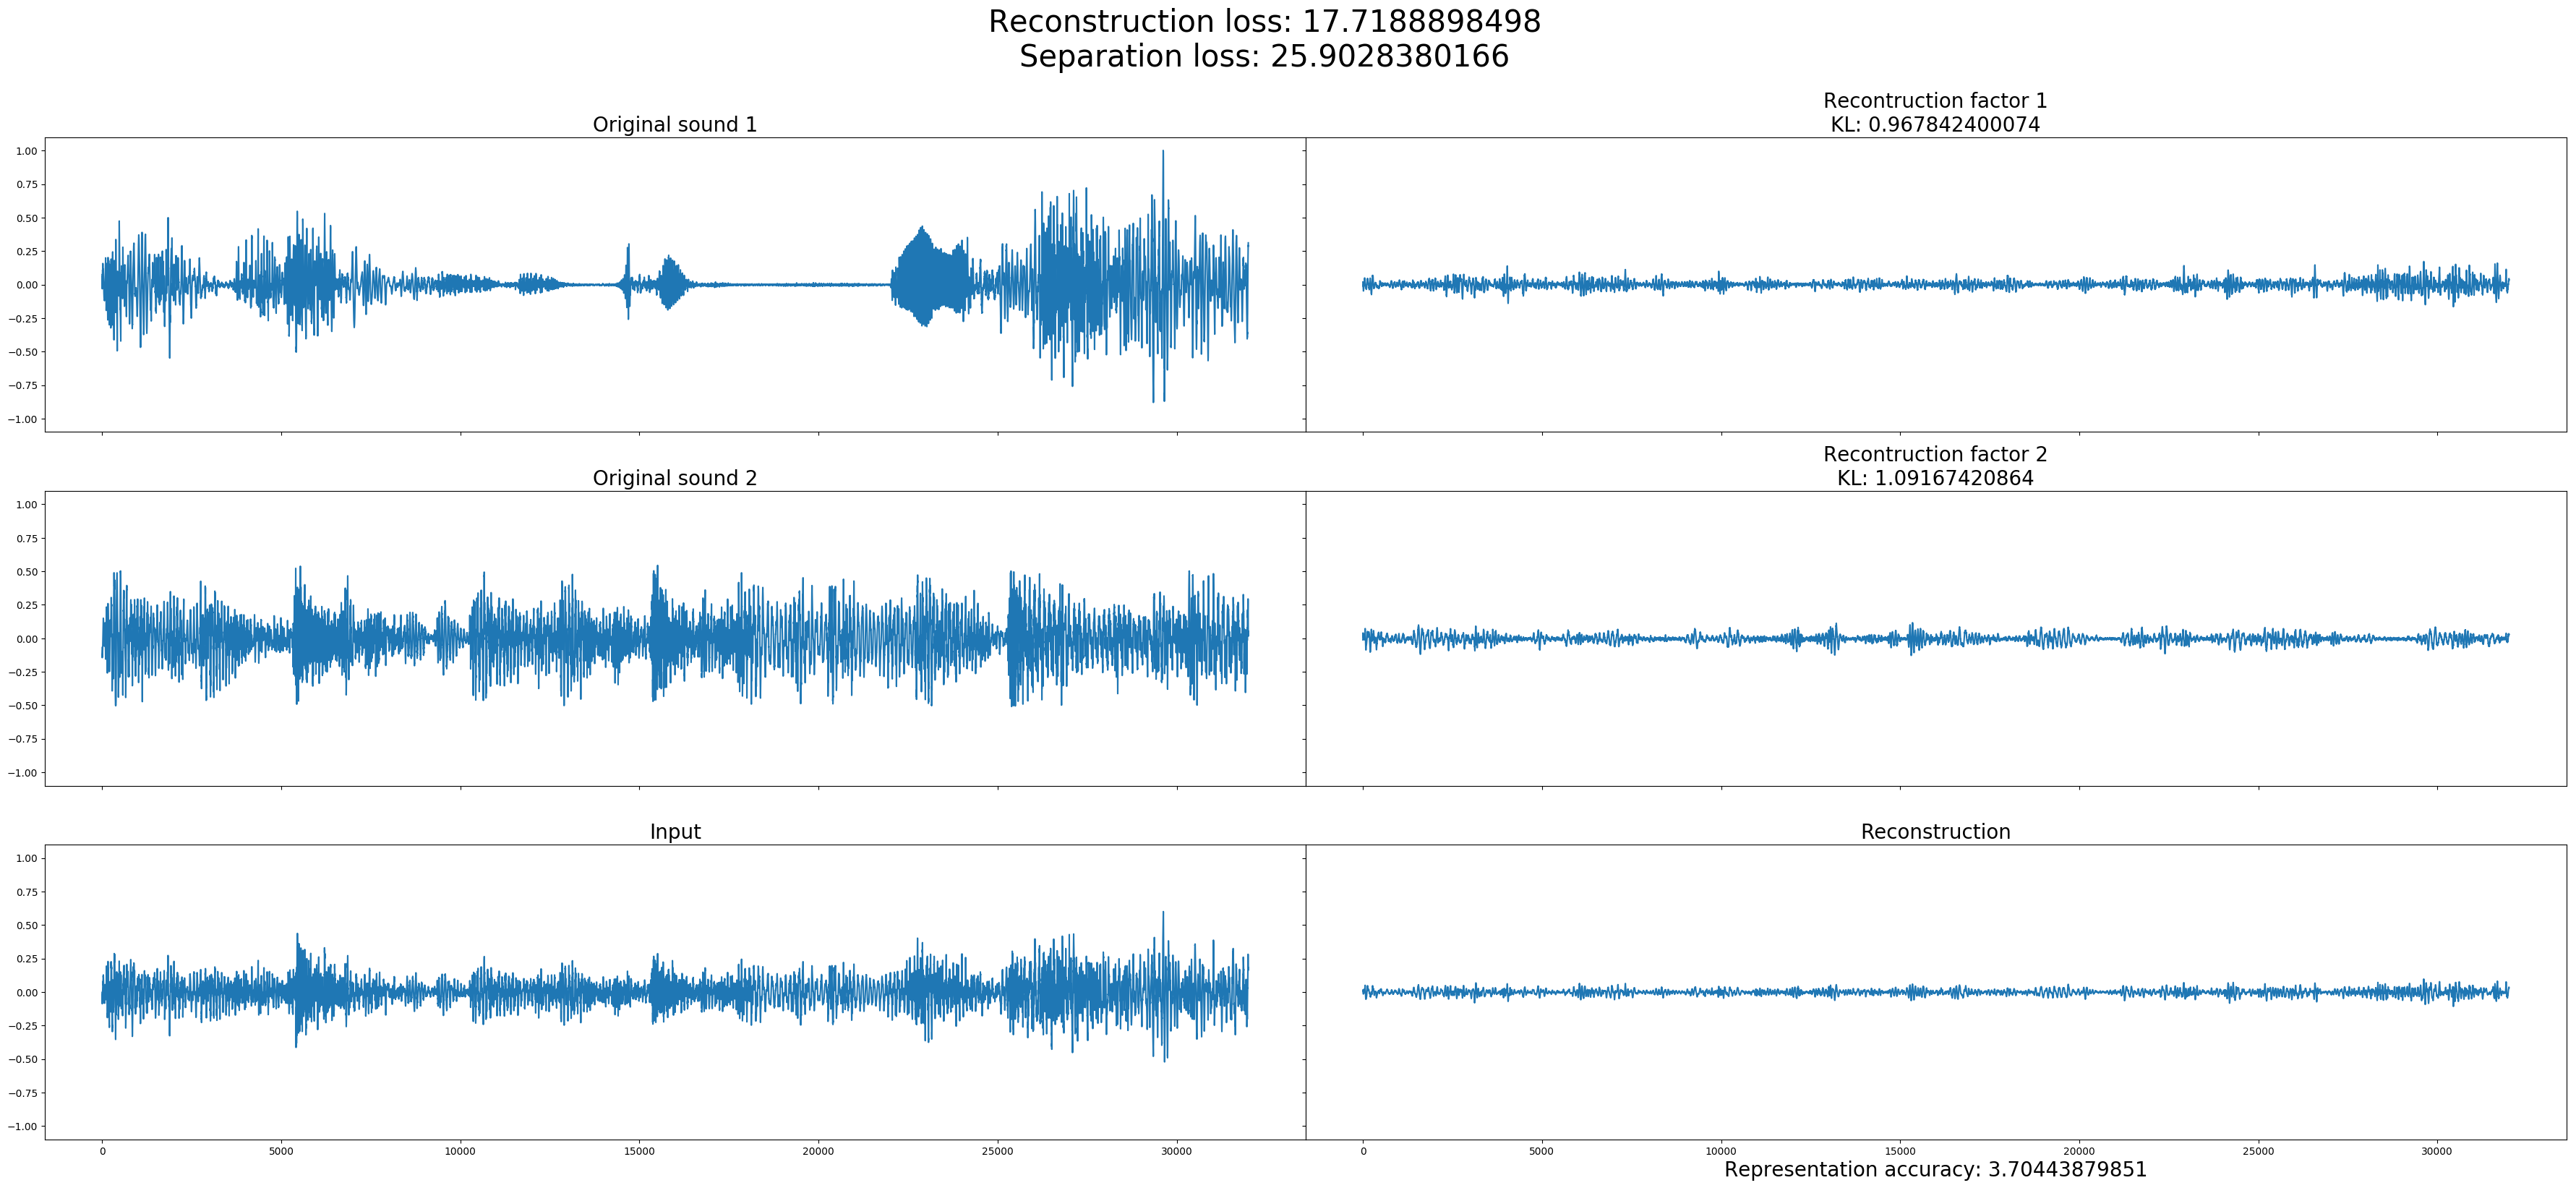 Reconstruction loss: 17.7188898498
Separation loss: 25.9028380166
Original sound 1
Recontruction factor 1
KL: 0.967842400074
1.00
0.75
0.50
0.25
0.00
−0.25
−0.50
−0.75
−1.00
Original sound 2
Recontruction factor 2
KL: 1.09167420864
1.00
0.75
0.50
0.25
0.00
−0.25
−0.50
−0.75
−1.00
Input
Reconstruction
1.00
0.75
0.50
0.25
0.00
−0.25
−0.50
−0.75
−1.00
0 5000 10000 15000 20000 25000 30000
0 5000 10000 15000 20000 25000 30000
Representation accuracy: 3.70443879851